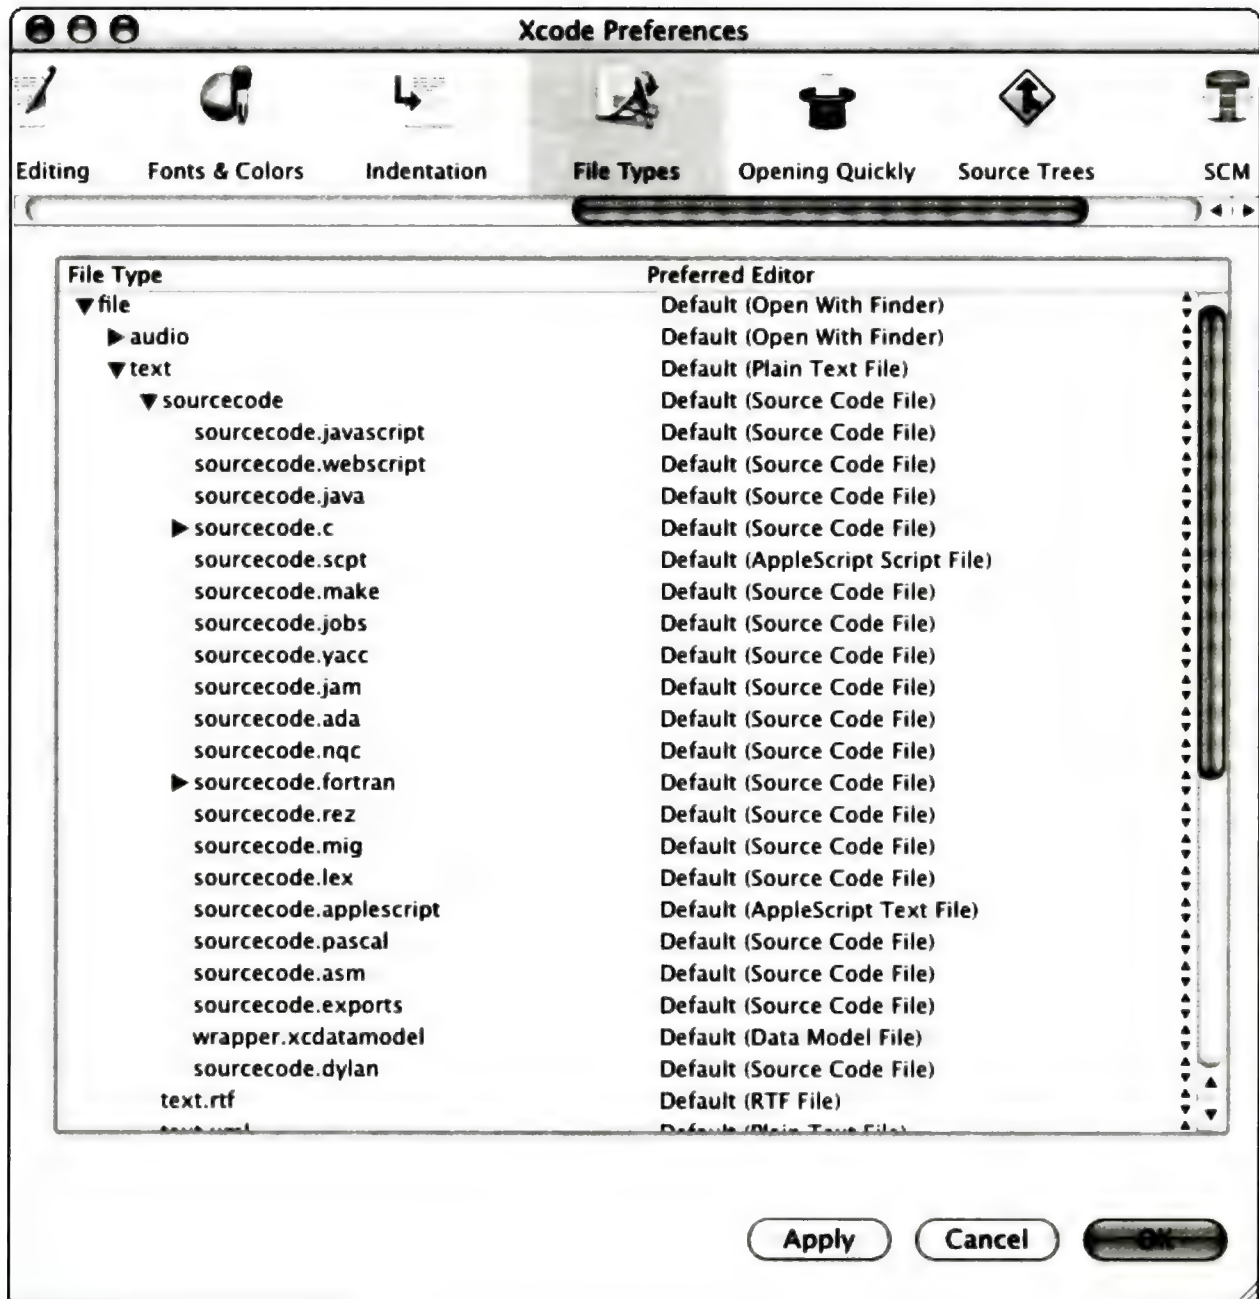 Xcode Preferences
Editing Fonts & Colors Indentation File Types Opening Quickly Source Trees SCM
File Type Preferred Editor
file Default (Open With Finder)
audio Default (Open With Finder)
text Default (Plain Text File)
sourcecode Default (Source Code File)
sourcecode.javascript Default (Source Code File)
sourcecode.webscript Default (Source Code File)
sourcecode.java Default (Source Code File)
sourcecode.c Default (Source Code File)
sourcecode.scpt Default (AppleScript Script File)
sourcecode.make Default (Source Code File)
sourcecode.jobs Default (Source Code File)
sourcecode.yacc Default (Source Code File)
sourcecode.jam Default (Source Code File)
sourcecode.ada Default (Source Code File)
sourcecode.nqc Default (Source Code File)
sourcecode.fortran Default (Source Code File)
sourcecode.rez Default (Source Code File)
sourcecode.mig Default (Source Code File)
sourcecode.lex Default (Source Code File)
sourcecode.applescript Default (AppleScript Text File)
sourcecode.pascal Default (Source Code File)
sourcecode.asm Default (Source Code File)
sourcecode.exports Default (Source Code File)
wrapper.xcdatamodel Default (Data Model File)
sourcecode.dylan Default (Source Code File)
text.rtf Default (RTF File)
Default (Plain Text File)
Apply Cancel OK